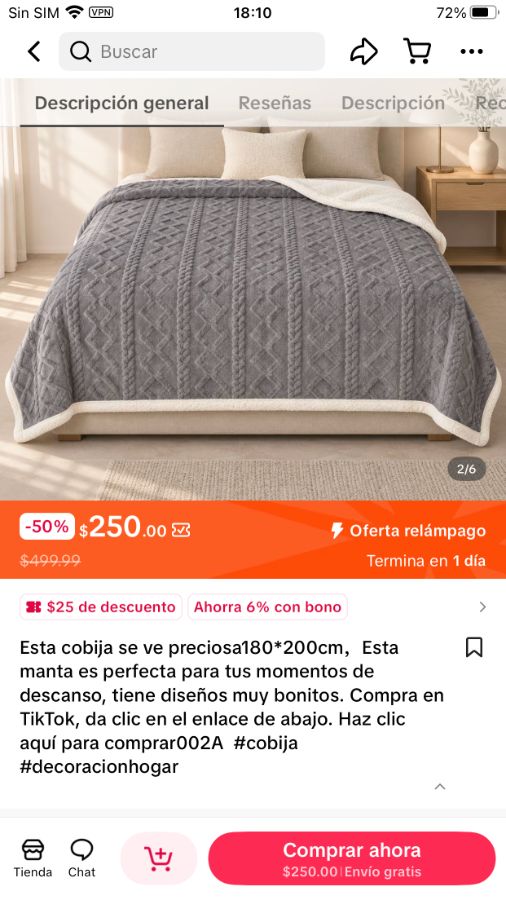 Sin SIM VPN 18:10 72%
Buscar
Descripción general Reseñas Descripción Rec
2/6
-50% $250.00 Oferta relámpago
$499.99 Termina en 1 día
$25 de descuento Ahorra 6% con bono
Esta cobija se ve preciosa180*200cm，Esta
manta es perfecta para tus momentos de
descanso, tiene diseños muy bonitos. Compra en
TikTok, da clic en el enlace de abajo. Haz clic
aquí para comprar002A #cobija
#decoracionhogar
Tienda Chat
Comprar ahora
$250.00|Envío gratis